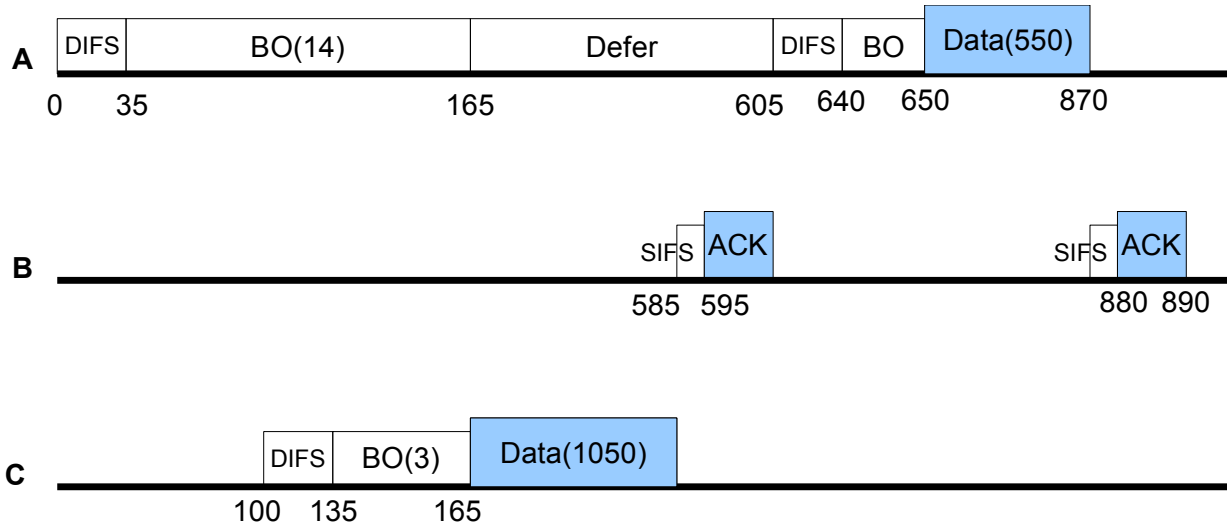 A DIFS BO(14) Defer DIFS BO Data(550)
0 35 165 605 640 650 870
B SIFS ACK SIFS ACK
585 595 880 890
C DIFS BO(3) Data(1050)
100 135 165